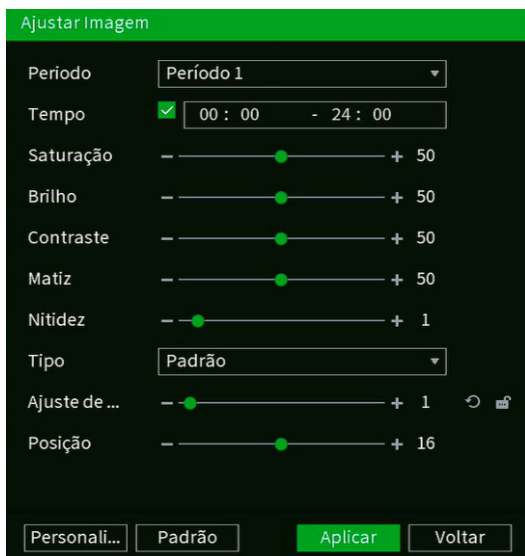 Ajustar Imagem
Periodo Período 1
Tempo 00 : 00 - 24 : 00
Saturação 50
Brilho 50
Contraste 50
Matiz 50
Nitidez 1
Tipo Padrão
Ajuste de ... 1
Posição 16
Personali... Padrão Aplicar Voltar